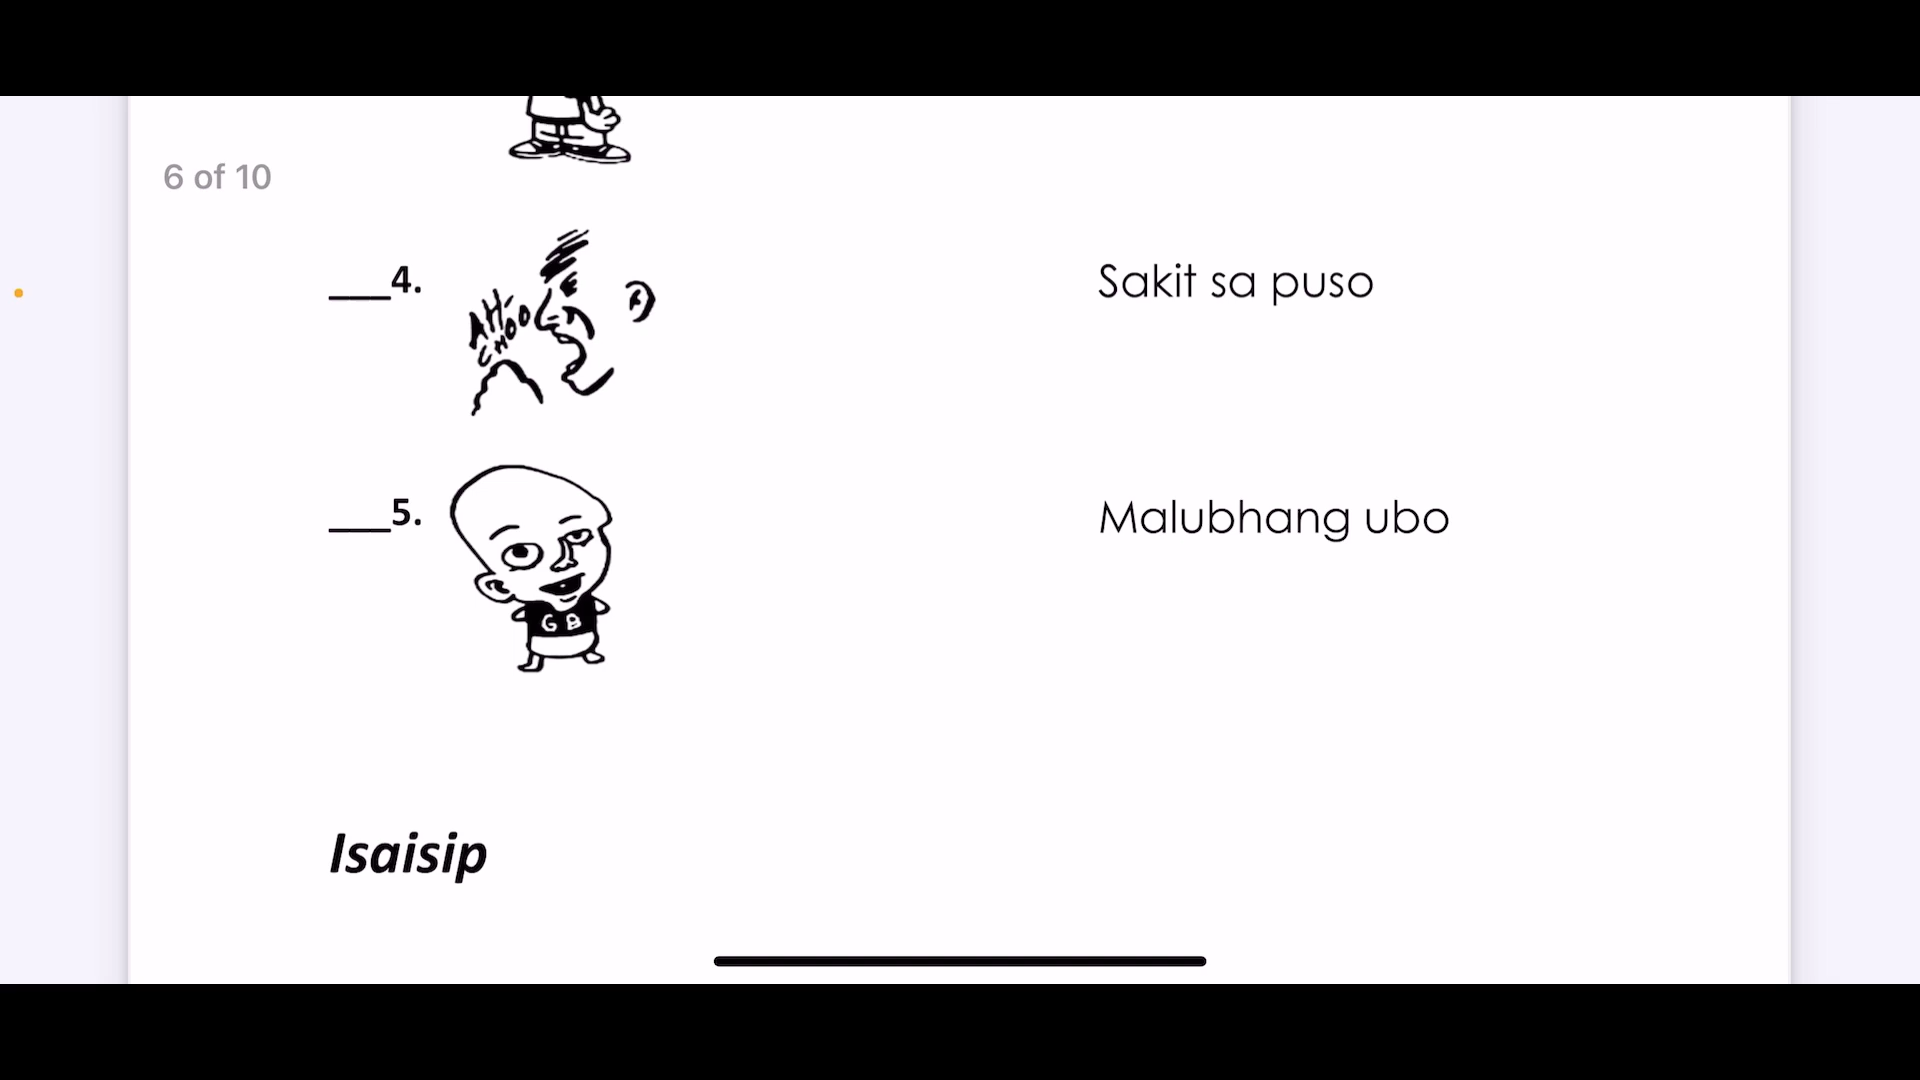 6 of 10
___4.
AH-
CHOO
Sakit sa puso
___5.
GB
Malubhang ubo
Isaisip